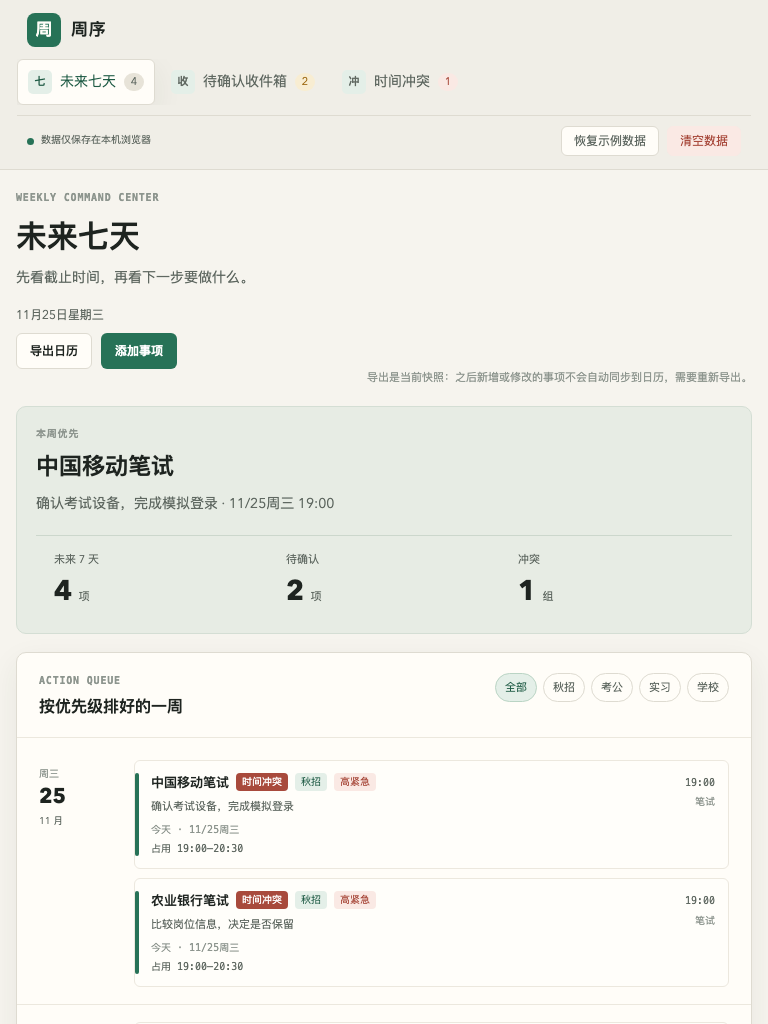 周 周序
七 未来七天 4 收 待确认收件箱 2 冲 时间冲突 1
数据仅保存在本机浏览器 恢复示例数据 清空数据
WEEKLY COMMAND CENTER
未来七天
先看截止时间，再看下一步要做什么。
11月25日星期三
导出日历 添加事项
导出是当前快照：之后新增或修改的事项不会自动同步到日历，需要重新导出。
本周优先
中国移动笔试
确认考试设备，完成模拟登录 · 11/25周三 19:00
未来 7 天 待确认 冲突
4 项 2 项 1 组
ACTION QUEUE
按优先级排好的一周
全部 秋招 考公 实习 学校
周三
25
11 月
中国移动笔试 时间冲突 秋招 高紧急 19:00
确认考试设备，完成模拟登录 笔试
今天 · 11/25周三
占用 19:00—20:30
农业银行笔试 时间冲突 秋招 高紧急 19:00
比较岗位信息，决定是否保留 笔试
今天 · 11/25周三
占用 19:00—20:30